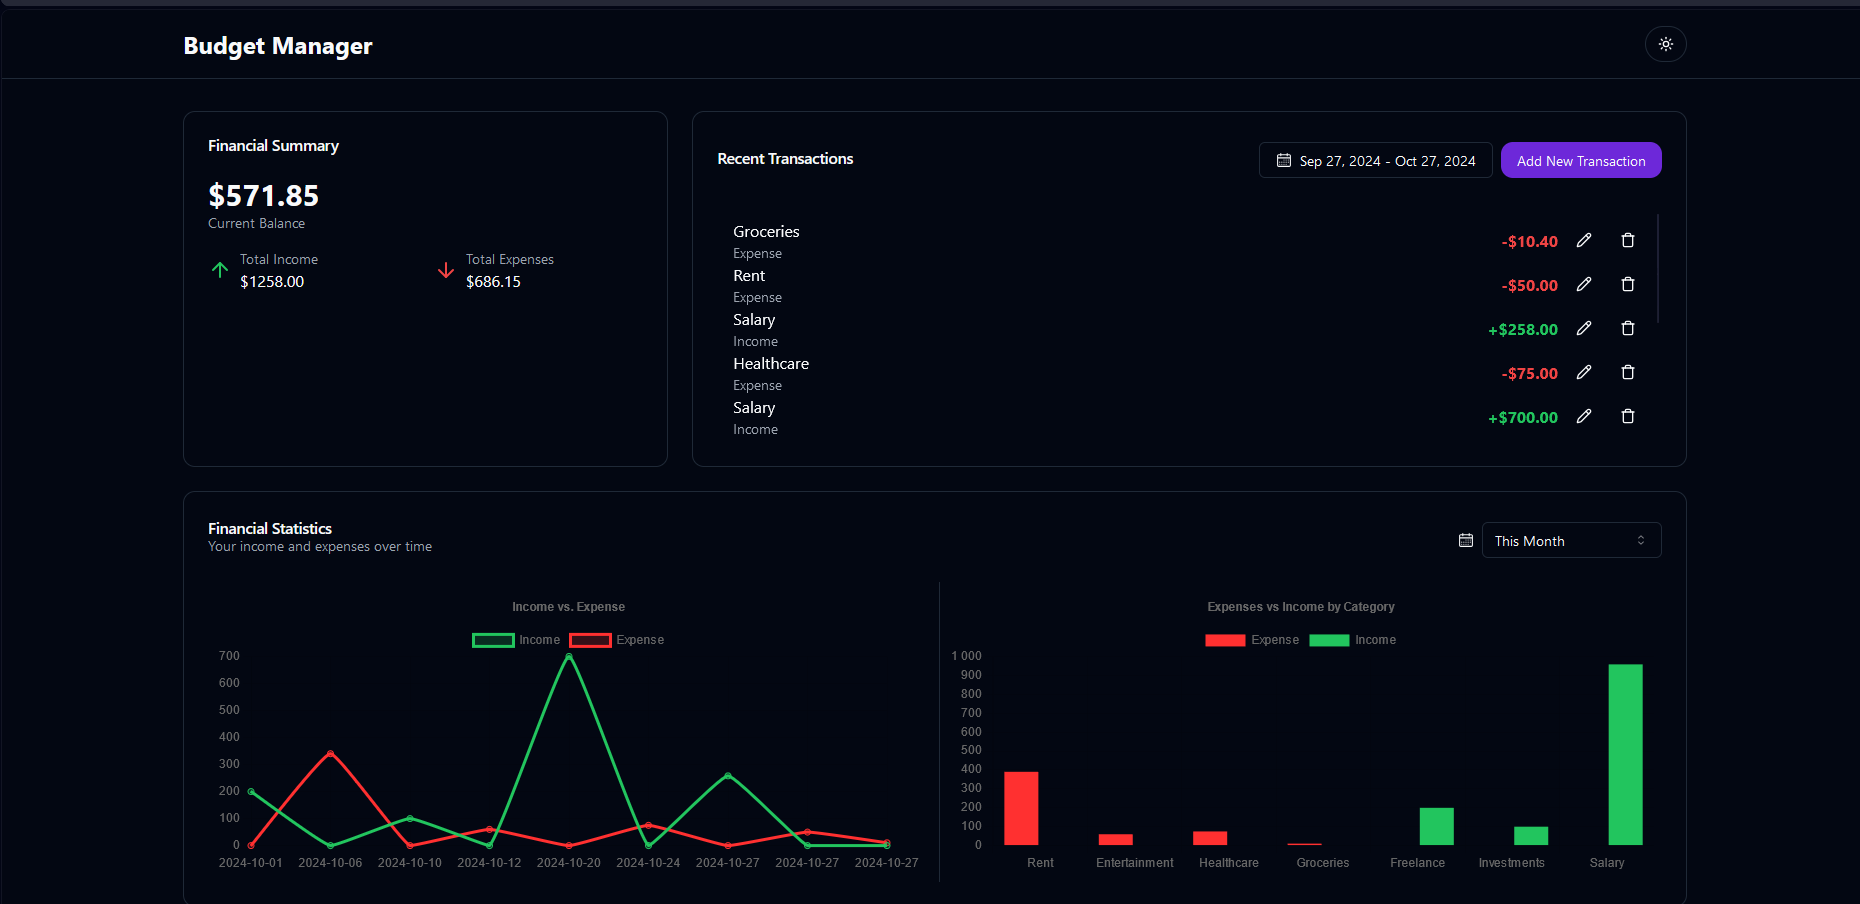 Budget Manager
Financial Summary
$571.85
Current Balance
Total Income
$1258.00
Total Expenses
$686.15
Recent Transactions
Sep 27, 2024 - Oct 27, 2024
Add New Transaction
Groceries
Expense
-$10.40
Rent
Expense
-$50.00
Salary
Income
+$258.00
Healthcare
Expense
-$75.00
Salary
Income
+$700.00
Financial Statistics
Your income and expenses over time
This Month
Income vs. Expense
Income Expense
700
600
500
400
300
200
100
0
2024-10-01 2024-10-06 2024-10-10 2024-10-12 2024-10-20 2024-10-24 2024-10-27 2024-10-27 2024-10-27
Expenses vs Income by Category
Expense Income
1 000
900
800
700
600
500
400
300
200
100
0
Rent Entertainment Healthcare Groceries Freelance Investments Salary